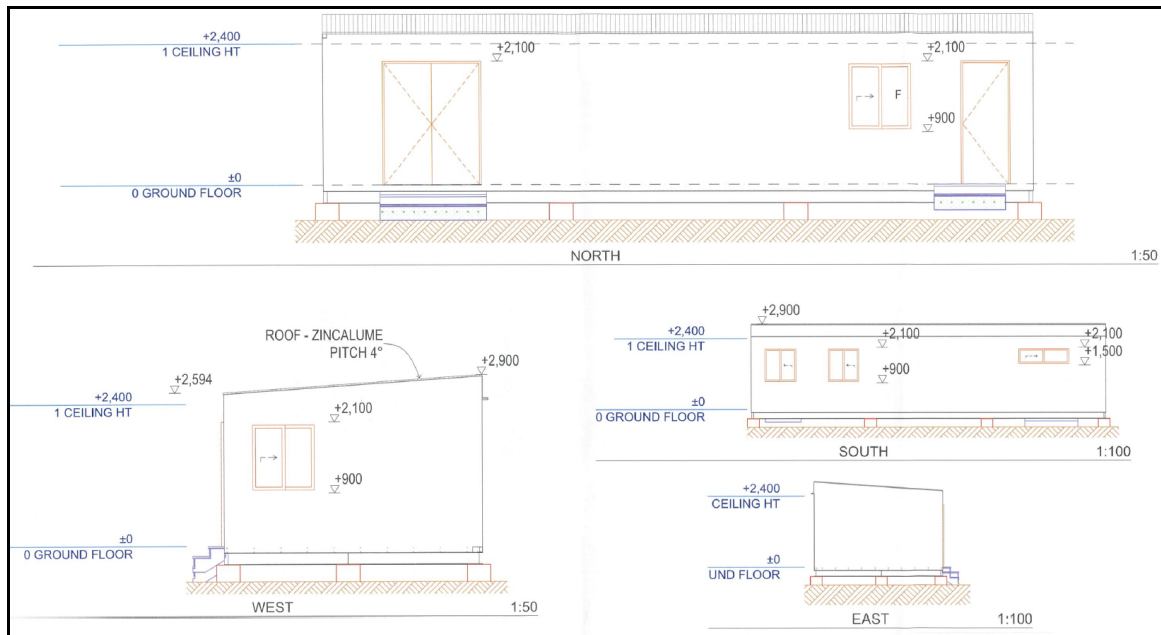 +2,400
1 CEILING HT
+2,100
+2,100
F
+900
±0
0 GROUND FLOOR
NORTH
1:50
ROOF - ZINCALUME
PITCH 4°
+2,900
+2,594
+2,400
1 CEILING HT
+2,100
+900
±0
0 GROUND FLOOR
WEST
1:50
+2,900
+2,400
1 CEILING HT
+2,100
+2,100
+1,500
+900
±0
0 GROUND FLOOR
SOUTH
1:100
+2,400
CEILING HT
±0
UND FLOOR
EAST
1:100